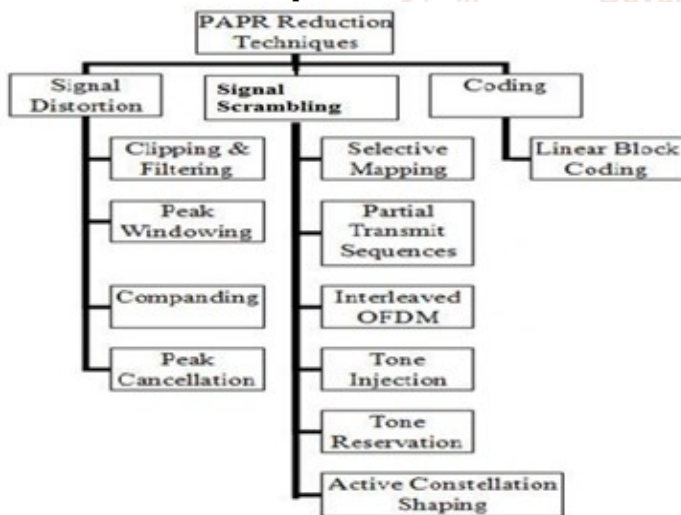 PAPR Reduction
Techniques
Signal
Distortion
Signal
Scrambling
Coding
Clipping &
Filtering
Peak
Windowing
Companding
Peak
Cancellation
Selective
Mapping
Partial
Transmit
Sequences
Interleaved
OFDM
Tone
Injection
Tone
Reservation
Active Constellation
Shaping
Linear Block
Coding